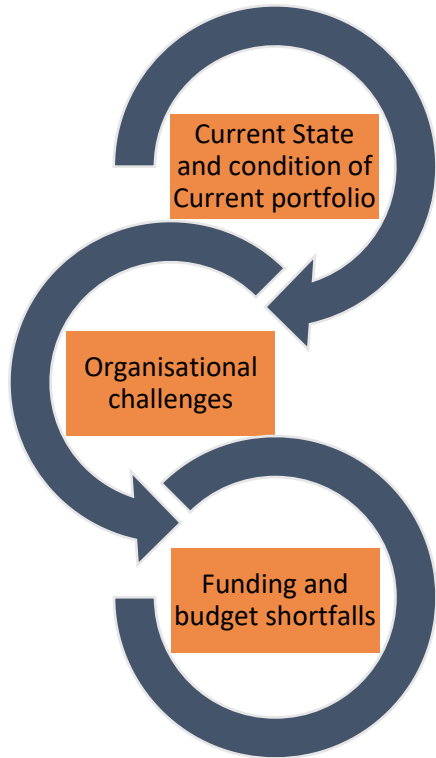 Current State
and condition of
Current portfolio
Organisational
challenges
Funding and
budget shortfalls